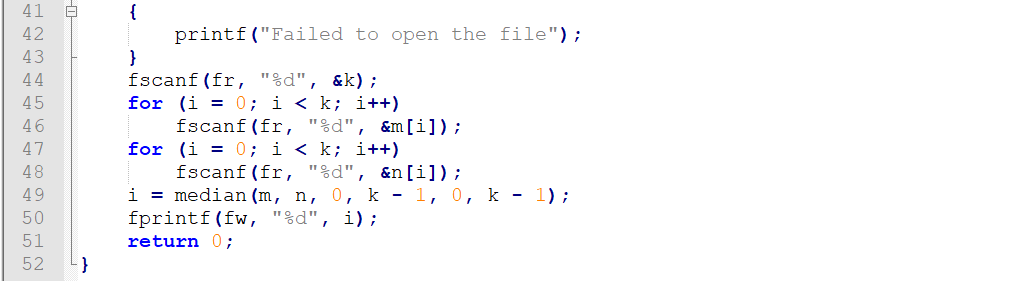 41 {
42 printf("Failed to open the file");
43 }
44 fscanf(fr, "%d", &k);
45 for (i = 0; i < k; i++)
46 fscanf(fr, "%d", &m[i]);
47 for (i = 0; i < k; i++)
48 fscanf(fr, "%d", &n[i]);
49 i = median(m, n, 0, k - 1, 0, k - 1);
50 fprintf(fw, "%d", i);
51 return 0;
52 }